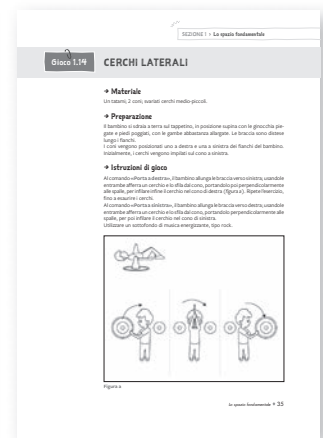 SEZIONE I • Lo spazio fondamentale
Gioco 1.14
CERCHI LATERALI
➔ Materiale
Un tatami, 2 coni, svariati cerchi medio-piccoli.
➔ Preparazione
Il bambino si sdraia a terra sul tappetino, in posizione supina con le ginocchia pie-
gate e piedi poggiati, con le gambe abbastanza allargate. Le braccia sono distese
lungo i fianchi.
I coni vengono posizionati uno a destra e uno a sinistra dei fianchi del bambino.
Inizialmente, i cerchi vengono impilati sul cono a sinistra.
➔ Istruzioni di gioco
Al comando «Porta a destra», il bambino allunga le braccia verso sinistra; usandole
entrambe afferra un cerchio e lo sfila dal cono, portandolo poi perpendicolarmente
alle spalle, per infilare infine il cerchio nel cono di destra (figura a). Ripete l'esercizio,
fino a esaurire i cerchi.
Al comando «Porta a sinistra», il bambino allunga le braccia verso destra; usandole
entrambe afferra un cerchio e lo sfila dal cono, portandolo perpendicolarmente alle
spalle, per poi infilare il cerchio nel cono di sinistra.
Utilizzare un sottofondo di musica energizzante, tipo rock.
Figura a
Lo spazio fondamentale • 35